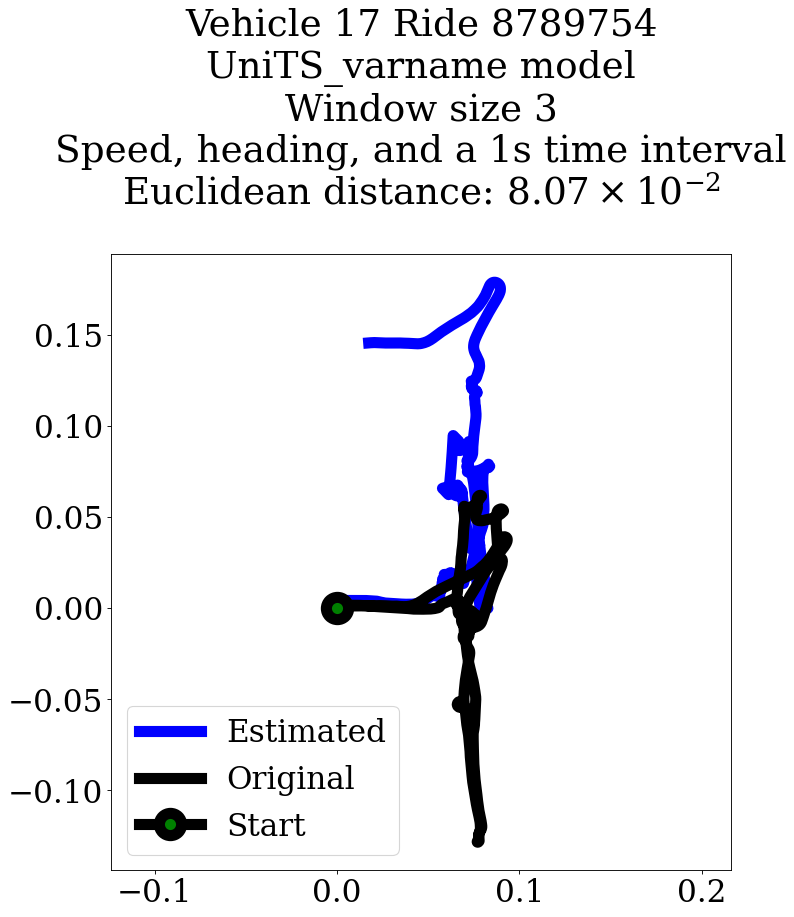 Vehicle 17 Ride 8789754
UniTS_varname model
Window size 3
Speed, heading, and a 1s time interval
Euclidean distance: 8.07 × 10⁻²
0.15
0.10
0.05
0.00
−0.05
−0.10
Estimated
Original
Start
−0.1 0.0 0.1 0.2